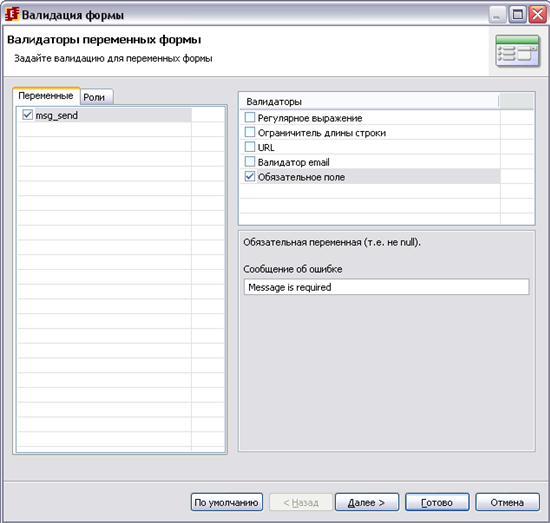 Валидация формы
Валидаторы переменных формы
Задайте валидацию для переменных формы
Переменные Роли
msg_send
Валидаторы
Регулярное выражение
Ограничитель длины строки
URL
Валидатор email
Обязательное поле
Обязательная переменная (т.е. не null).
Сообщение об ошибке
Message is required
По умолчанию < Назад Далее > Готово Отмена